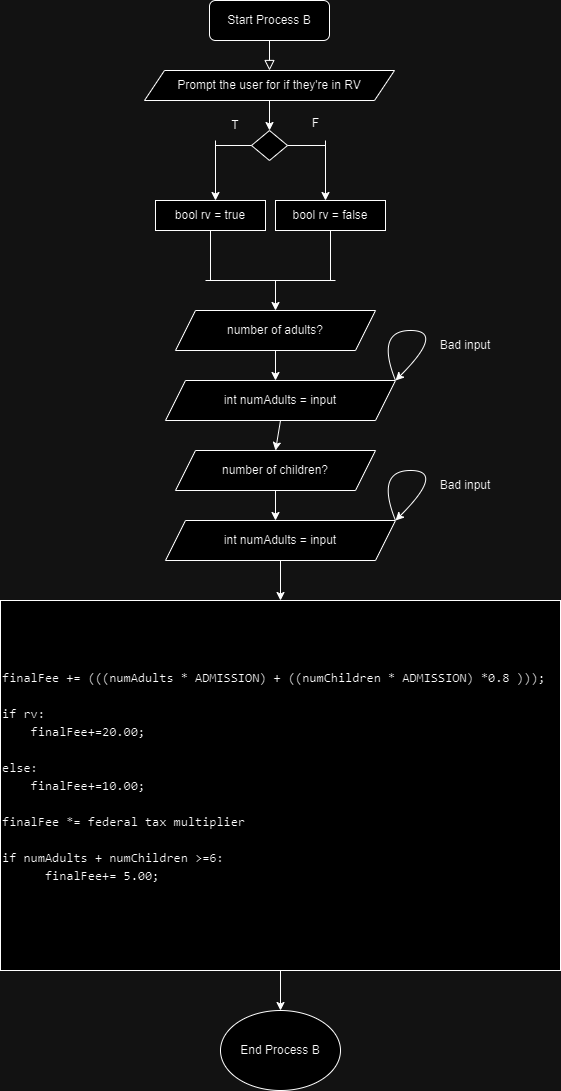 Start Process B
Prompt the user for if they're in RV
T
F
bool rv = true
bool rv = false
number of adults?
Bad input
int numAdults = input
number of children?
Bad input
int numAdults = input
finalFee += (((numAdults * ADMISSION) + ((numChildren * ADMISSION) *0.8 )));
if rv:
finalFee+=20.00;
else:
finalFee+=10.00;
finalFee *= federal tax multiplier
if numAdults + numChildren >=6:
finalFee+= 5.00;
End Process B